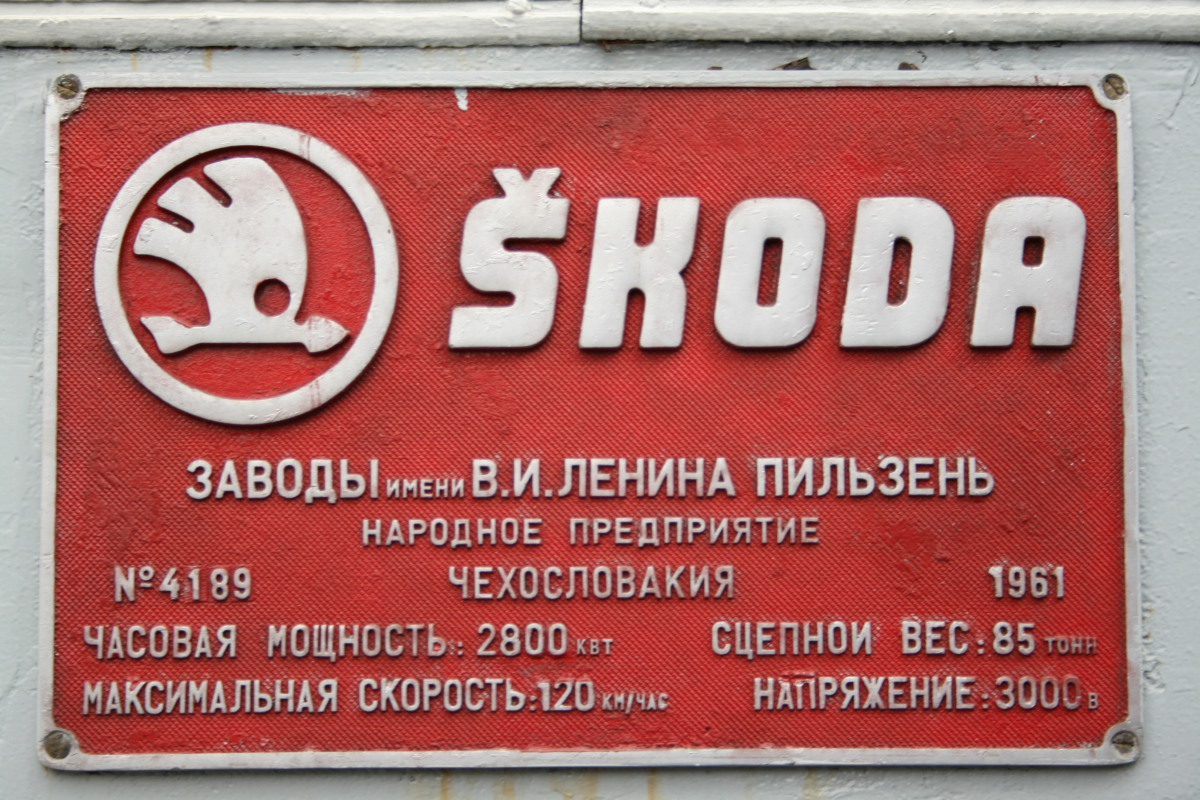 ŠKODA
ЗАВОДЫ ИМЕНИ В.И.ЛЕНИНА ПИЛЬЗЕНЬ
НАРОДНОЕ ПРЕДПРИЯТИЕ
№4189 ЧЕХОСЛОВАКИЯ 1961
ЧАСОВАЯ МОЩНОСТЬ: 2800 КВТ СЦЕПНОЙ ВЕС: 85 ТОНН
МАКСИМАЛЬНАЯ СКОРОСТЬ: 120 КМ/ЧАС НАПРЯЖЕНИЕ: 3000 В